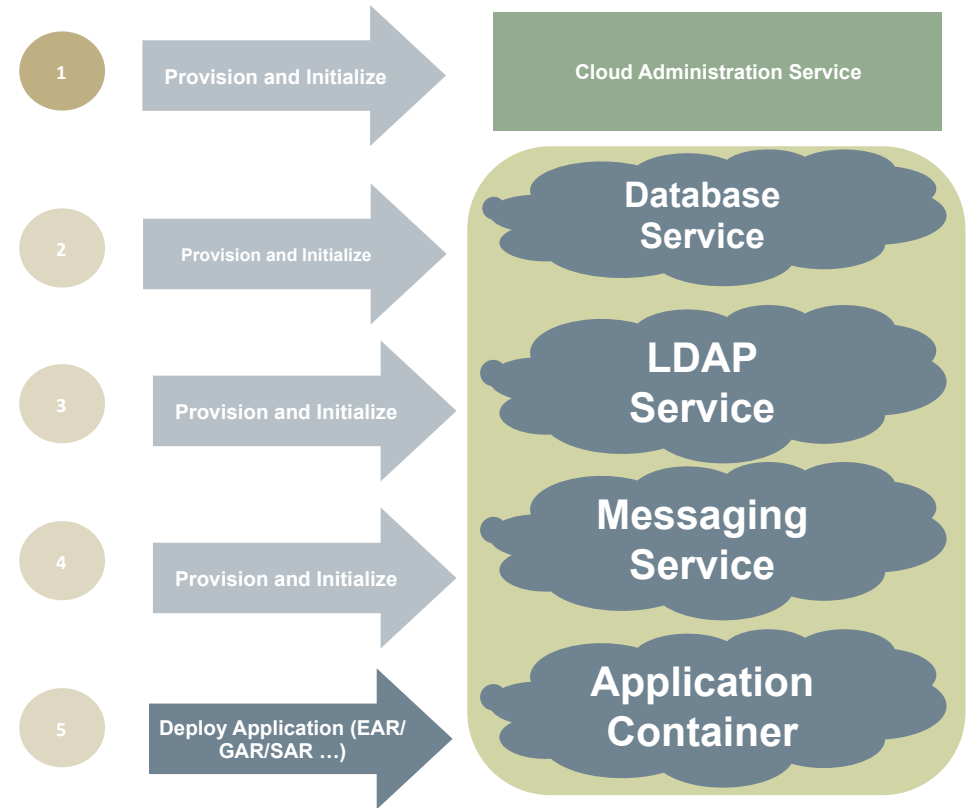 1
Provision and Initialize
Cloud Administration Service
2
Provision and Initialize
Database
Service
3
Provision and Initialize
LDAP
Service
4
Provision and Initialize
Messaging
Service
5
Deploy Application (EAR/
GAR/SAR …)
Application
Container